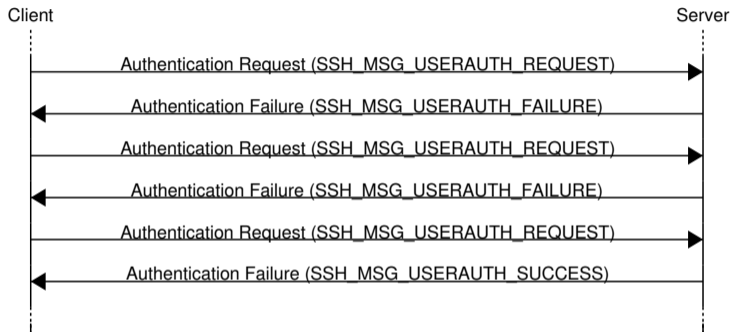 Client Server
Authentication Request (SSH_MSG_USERAUTH_REQUEST)
Authentication Failure (SSH_MSG_USERAUTH_FAILURE)
Authentication Request (SSH_MSG_USERAUTH_REQUEST)
Authentication Failure (SSH_MSG_USERAUTH_FAILURE)
Authentication Request (SSH_MSG_USERAUTH_REQUEST)
Authentication Failure (SSH_MSG_USERAUTH_SUCCESS)